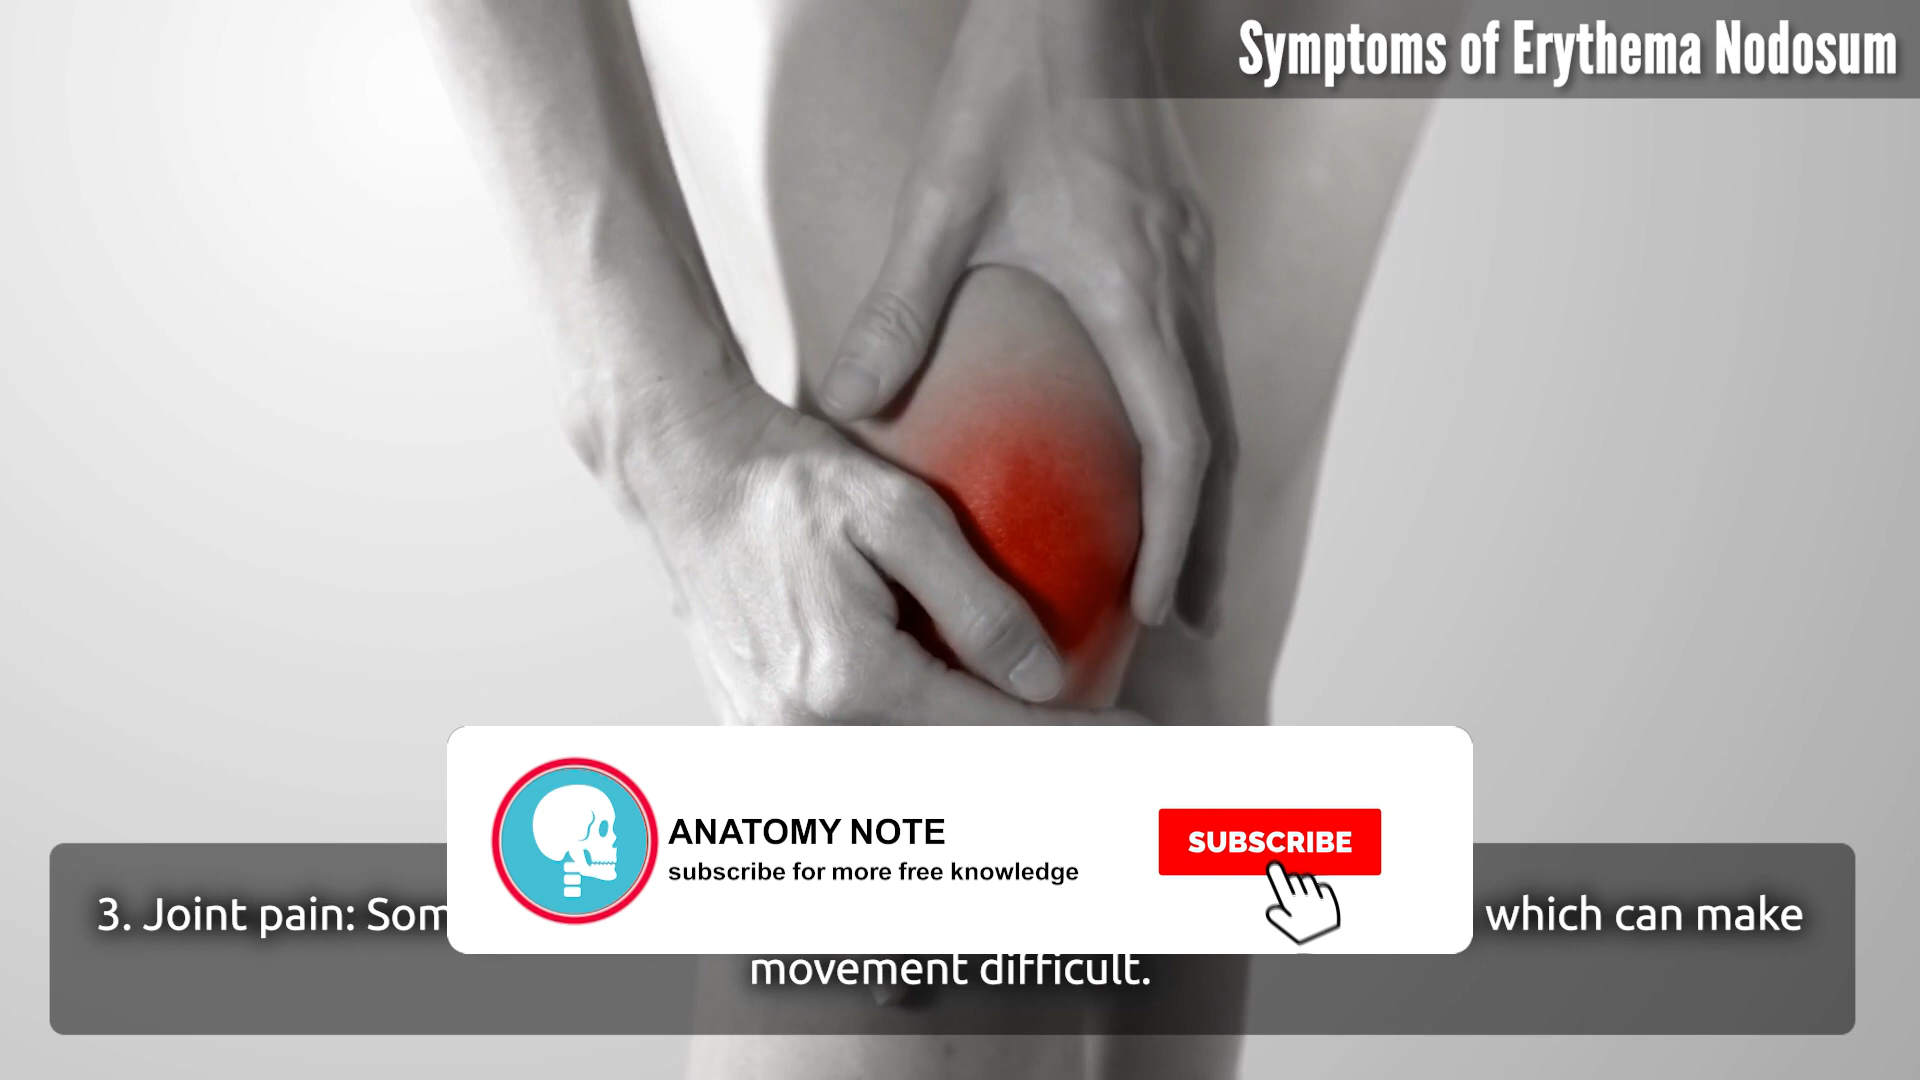 Symptoms of Erythema Nodosum
ANATOMY NOTE
subscribe for more free knowledge
SUBSCRIBE
3. Joint pain: which can make
movement difficult.